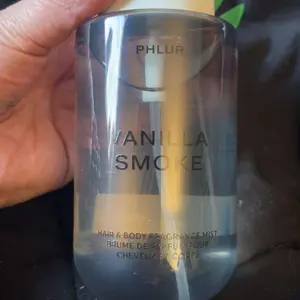 PHLUR
VANILLA
SMOKE
HAIR & BODY FRAGRANCE MIST
BRUME DE PARFUM POUR
CHEVEUX ET CORPS